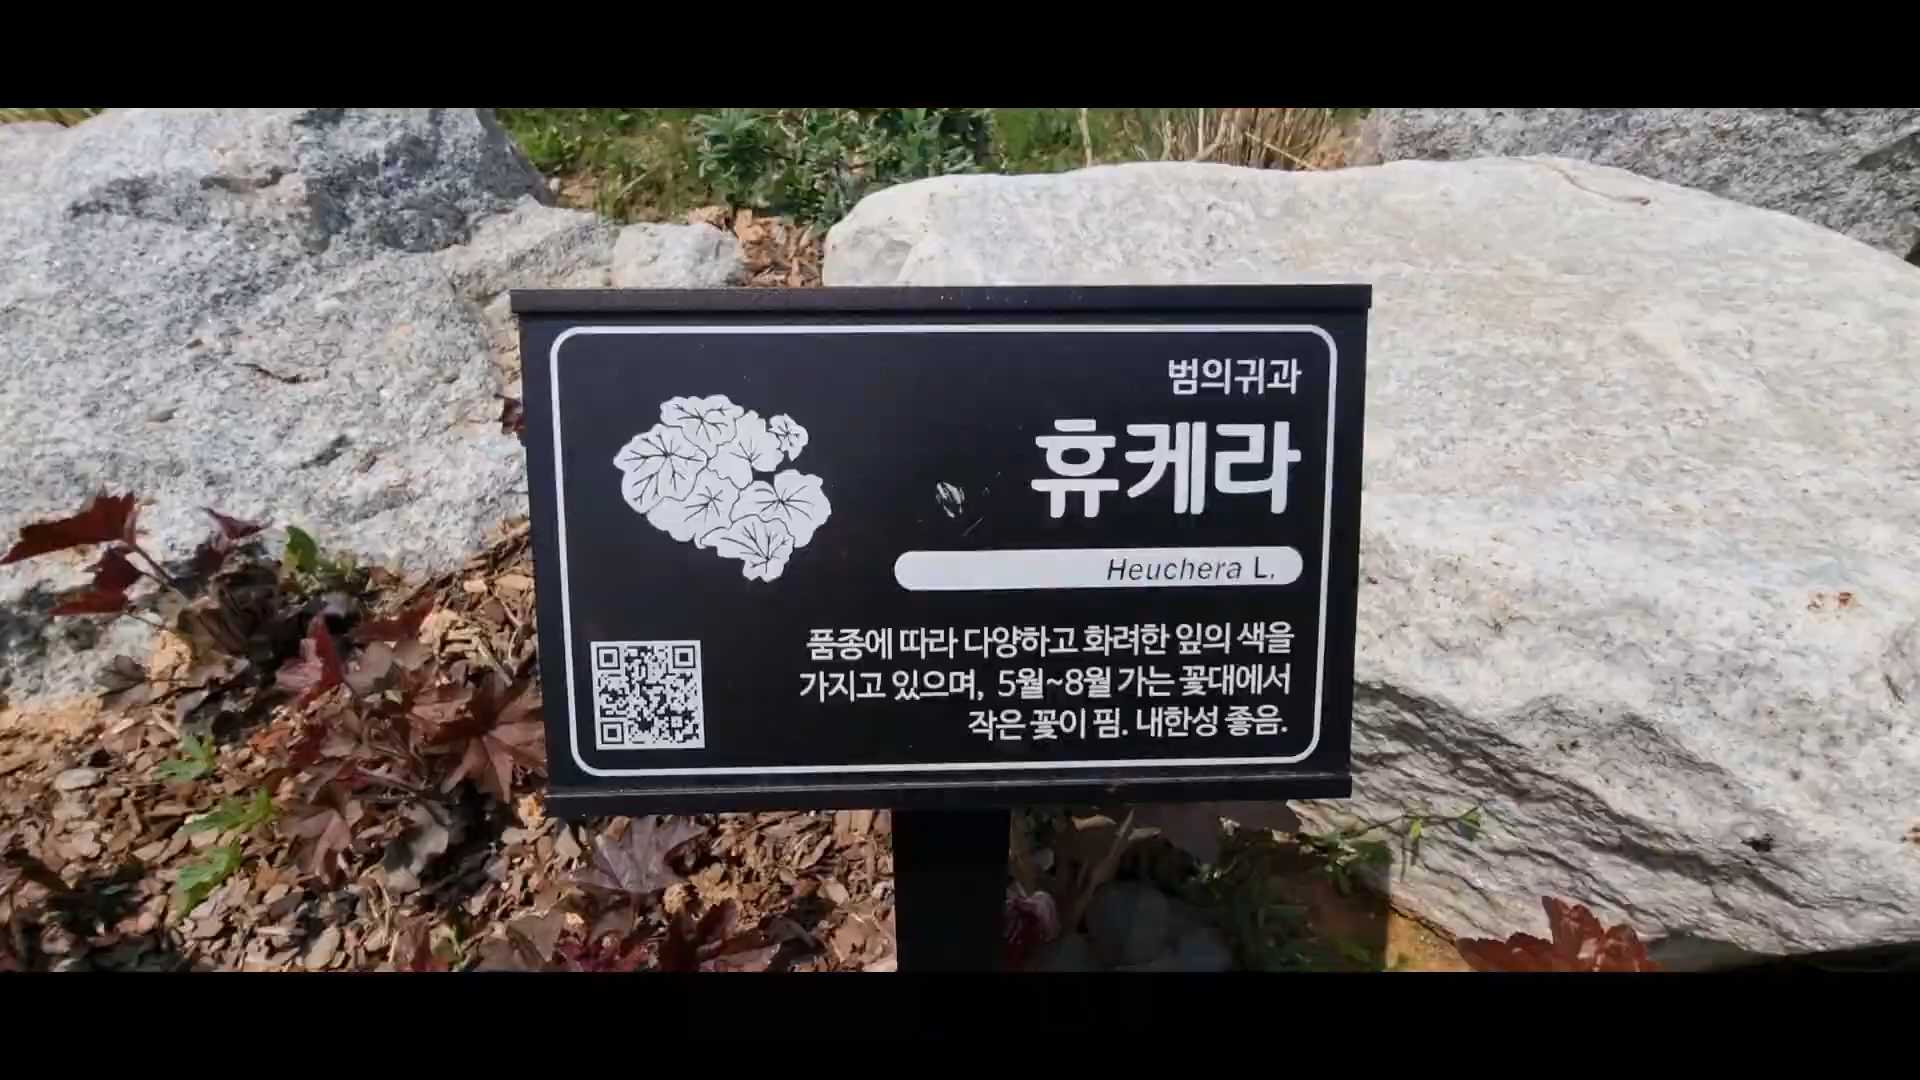 범의귀과
휴케라
Heuchera L.
품종에 따라 다양하고 화려한 잎의 색을
가지고 있으며, 5월~8월 가는 꽃대에서
작은 꽃이 핌. 내한성 좋음.